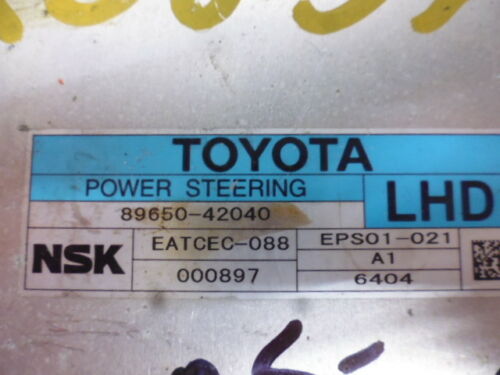 TOYOTA
POWER STEERING
LHD
89650-42040
NSK
EATCEC-088
EPS01-021
A1
000897
6404